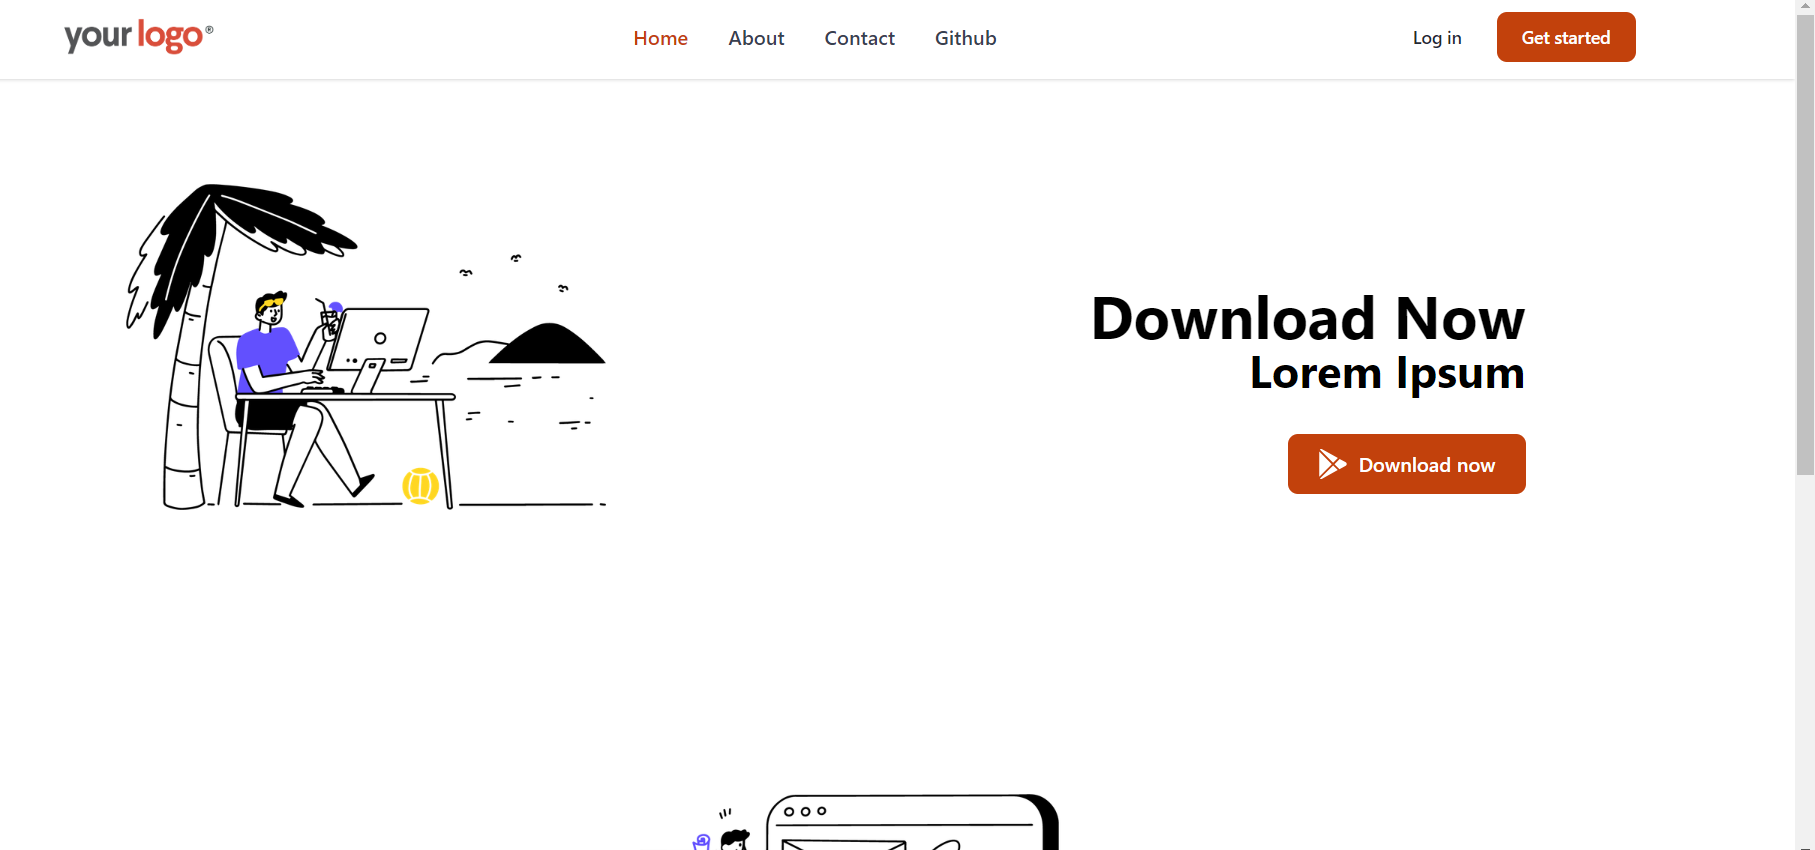 your logo®
Home About Contact Github
Log in Get started
Download Now
Lorem Ipsum
Download now